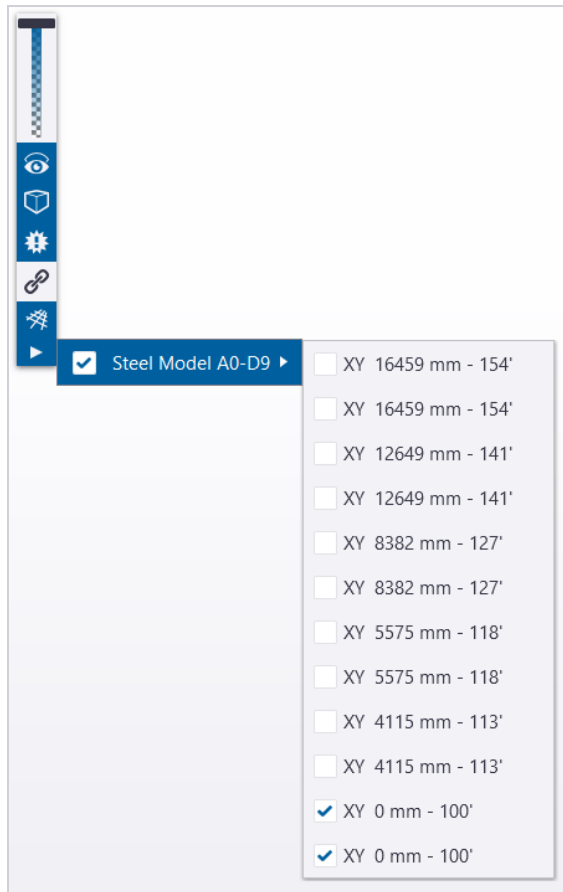 Steel Model A0-D9
XY 16459 mm - 154'
XY 16459 mm - 154'
XY 12649 mm - 141'
XY 12649 mm - 141'
XY 8382 mm - 127'
XY 8382 mm - 127'
XY 5575 mm - 118'
XY 5575 mm - 118'
XY 4115 mm - 113'
XY 4115 mm - 113'
XY 0 mm - 100'
XY 0 mm - 100'